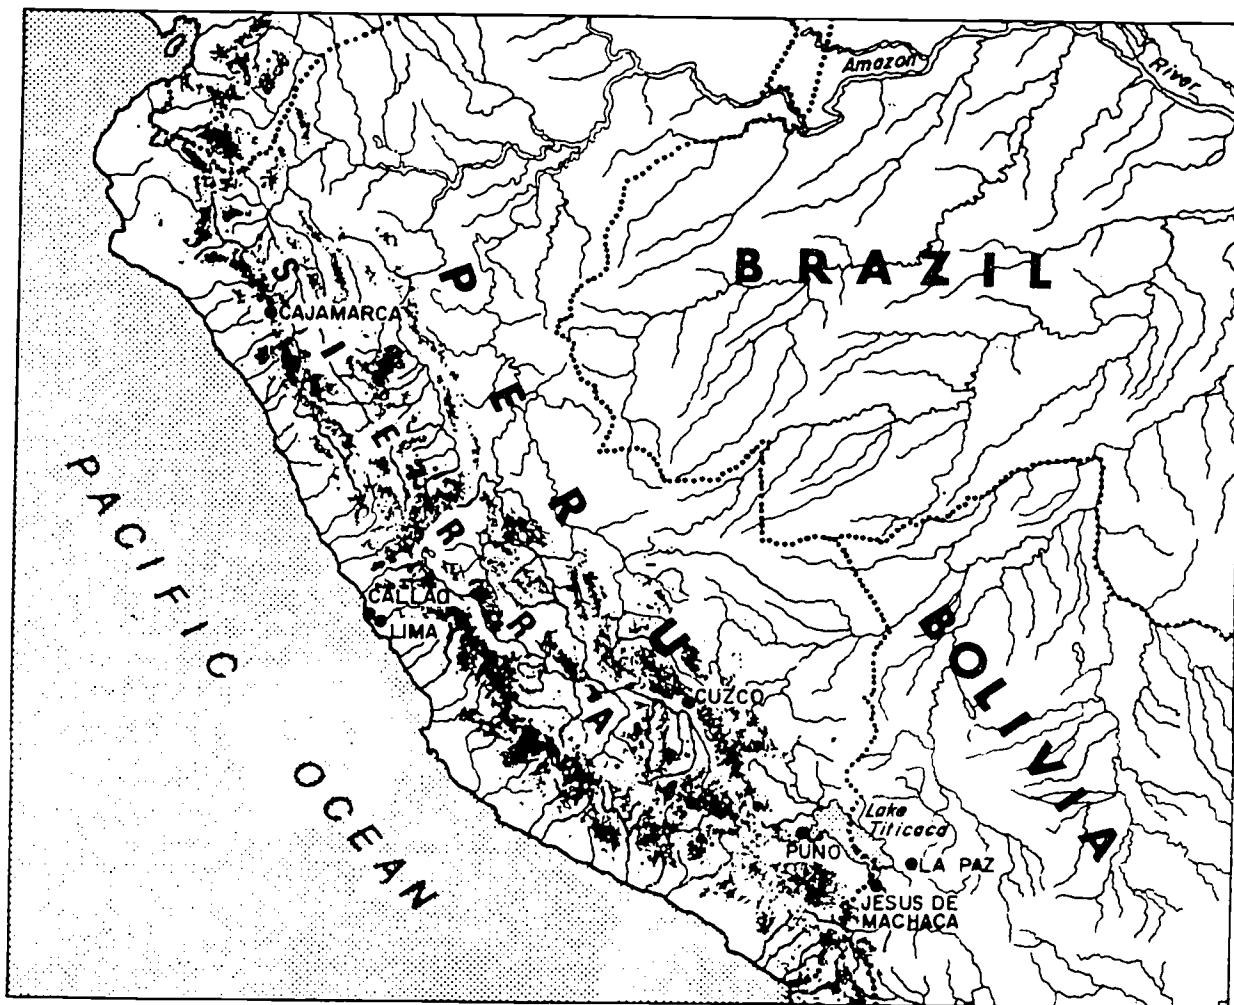 Amazon
River
BRAZIL
PERU
SIERRA
CAJAMARCA
PACIFIC
OCEAN
CALLAO
LIMA
CUZCO
BOLIVIA
Lake
Titicaca
PUNO
LA PAZ
JESUS DE
MACHACA